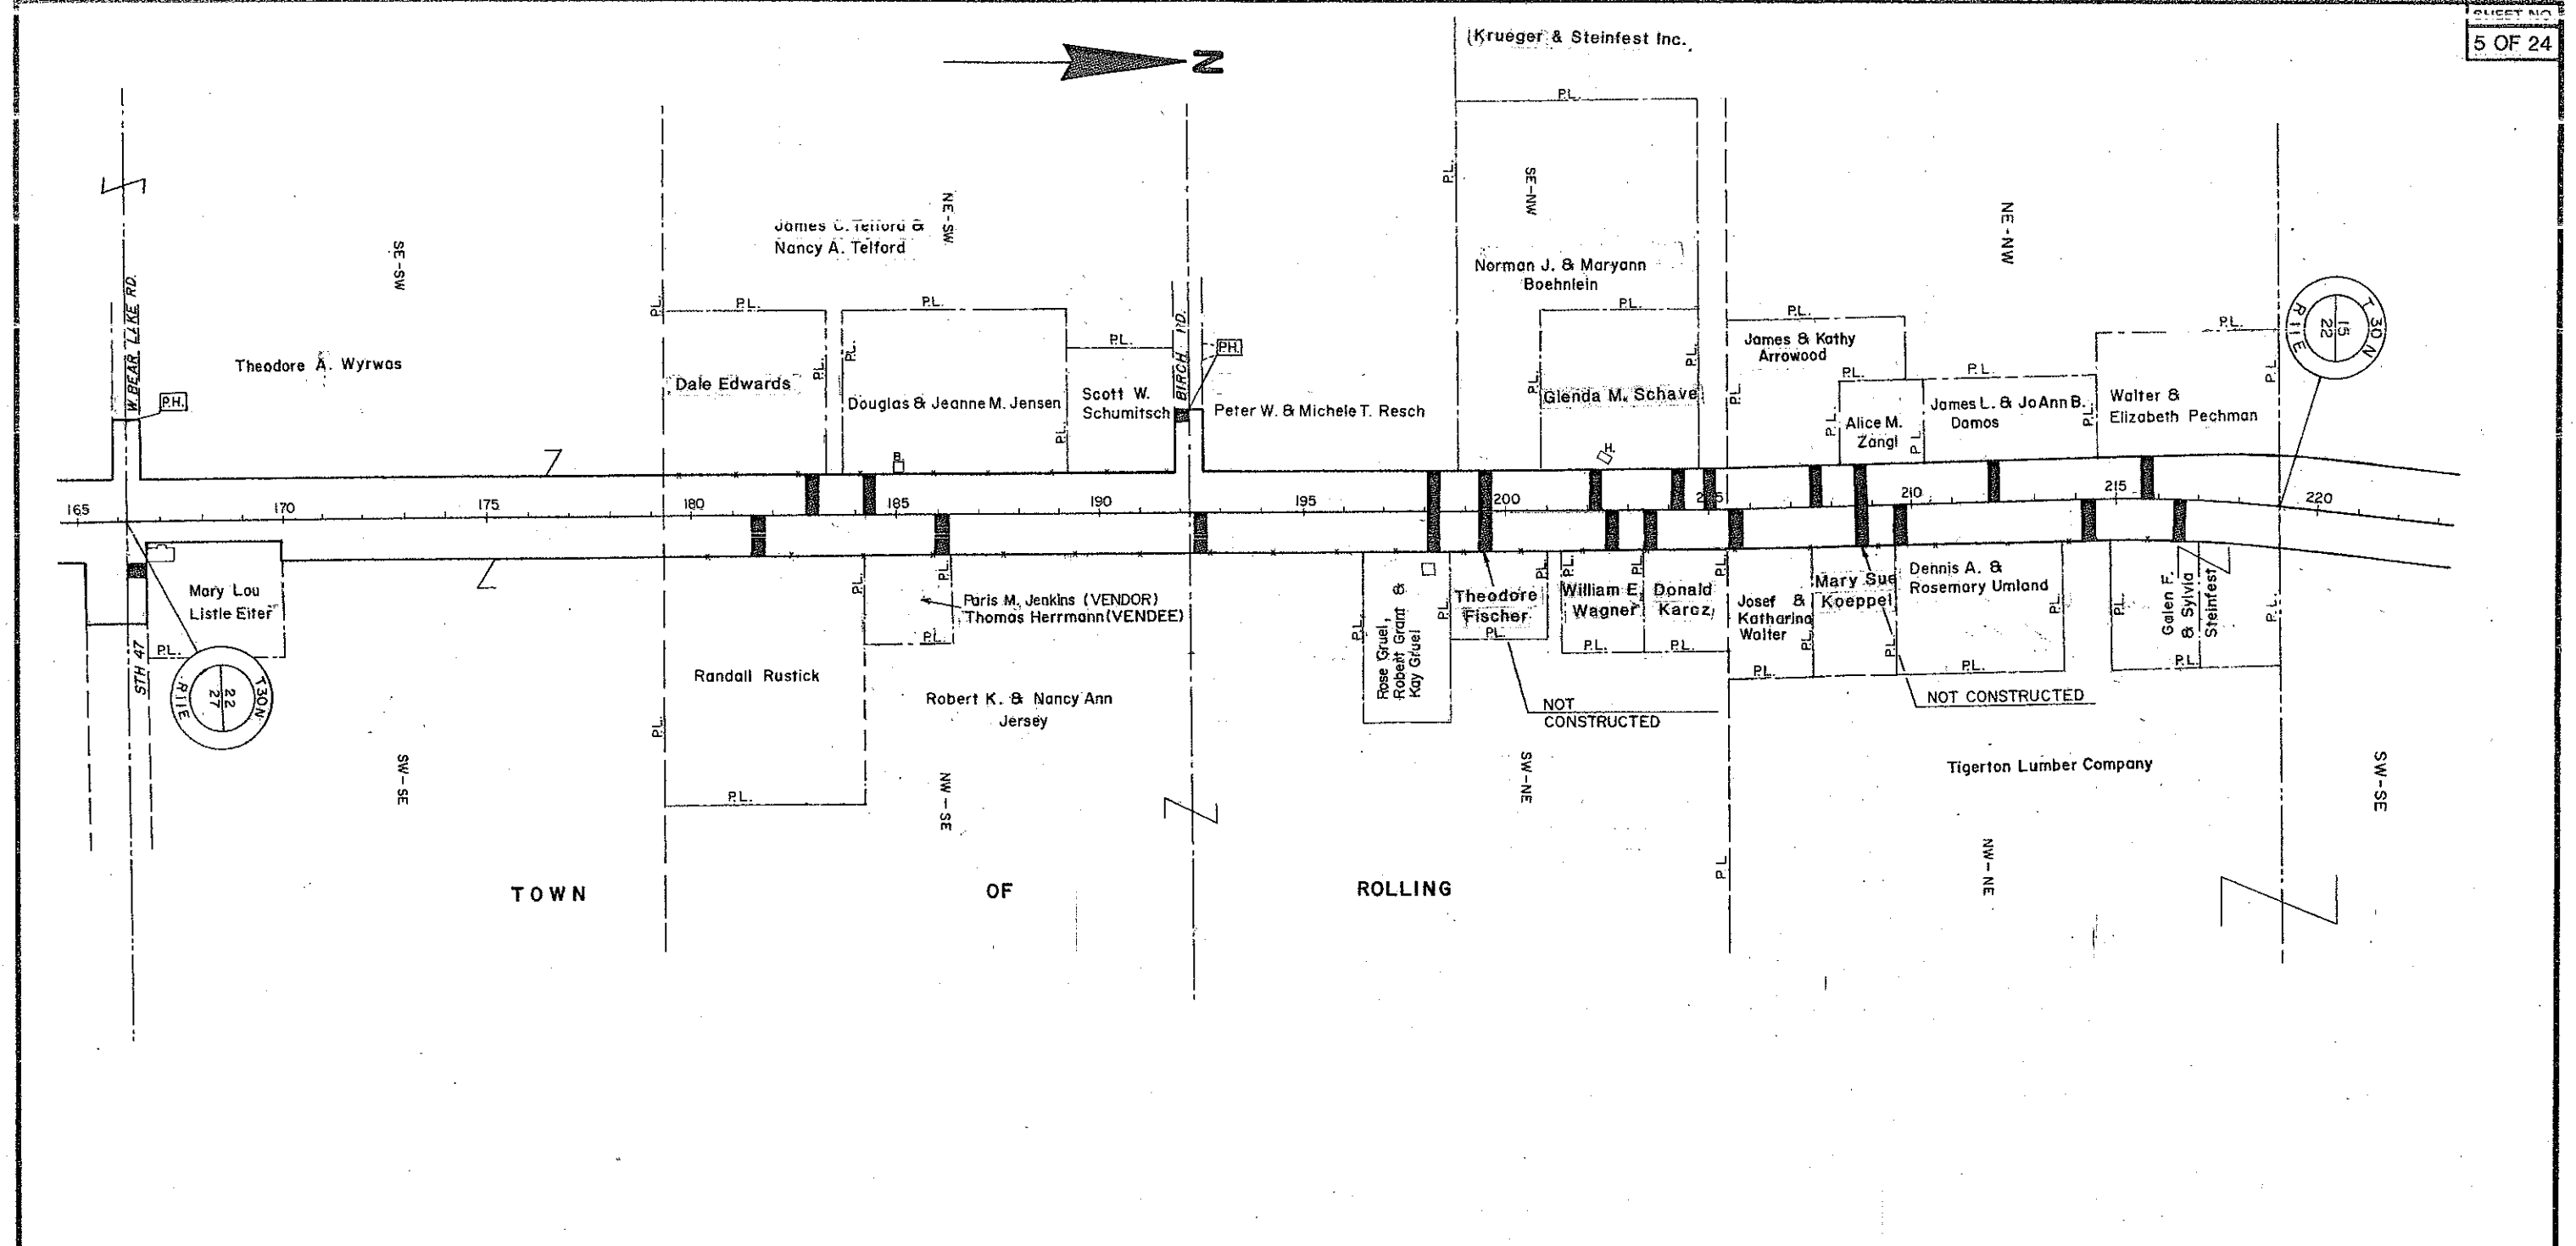 SHEET NO
5 OF 24
Krueger & Steinfest Inc.
N
P.L.
P.L.
SE-NW
NE-SW
NE-NW
SE-SW
James C. Telford &
Nancy A. Telford
Norman J. & Maryann
Boehnlein
W. BEAR LAKE RD.
P.L.
P.L.
P.L.
P.L.
P.L.
T 30 N
15
22
R 11 E
P.L.
BIRCH RD.
P.H.
P.L.
James & Kathy
Arrowood
P.L.
P.L.
P.L.
P.L.
P.L.
Theodore A. Wyrwas
Dale Edwards
P.L.
P.L.
Douglas & Jeanne M. Jensen
Scott W.
Schumitsch
Peter W. & Michele T. Resch
P.L.
Glenda M. Schave
P.L.
James L. & JoAnn B.
Damos
Walter &
Elizabeth Pechman
P.H.
P.L.
P.L.
Alice M.
Zangl
P.L.
P.L.
B.
H.
165
170
175
180
185
190
195
200
205
210
215
220
Mary Lou
Listle Eiter
P.L.
P.L.
P.L.
Paris M. Jenkins (VENDOR)
Thomas Herrmann (VENDEE)
P.L.
P.L.
P.L.
Rose Gruel,
Robert Grant &
Kay Gruel
P.L.
Theodore
Fischer
P.L.
P.L.
P.L.
William E.
Wagner
P.L.
Donald
Karcz
P.L.
P.L.
Josef &
Katharina
Walter
P.L.
P.L.
Mary Sue
Koeppel
P.L.
Dennis A. &
Rosemary Umland
P.L.
P.L.
P.L.
Galen F.
& Sylvia
Steinfest
P.L.
P.L.
STH 47
T30N
22
27
R11E
Randall Rustick
P.L.
Robert K. & Nancy Ann
Jersey
NOT
CONSTRUCTED
NOT CONSTRUCTED
SW-SE
P.L.
NW-SE
SW-NE
Tigerton Lumber Company
SW-SE
P.L.
NW-NE
TOWN OF ROLLING